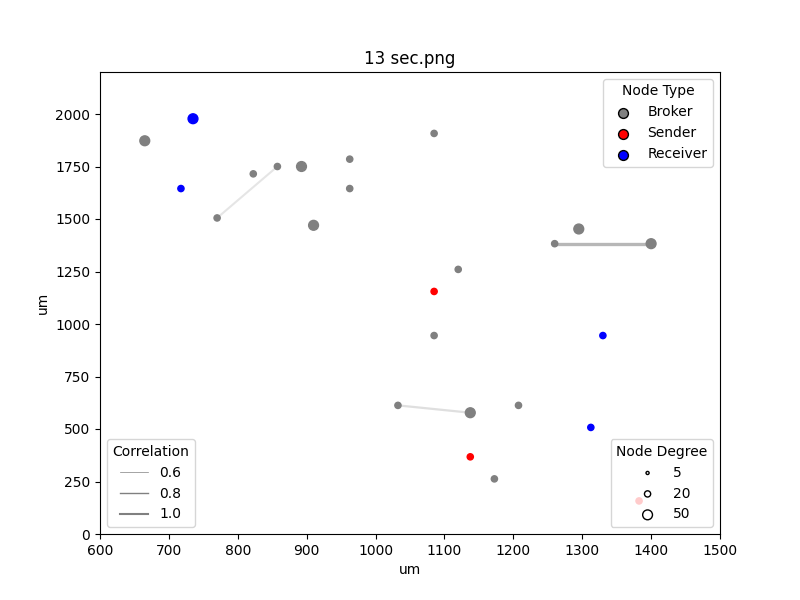 13 sec.png
Node Type
Broker
Sender
Receiver
um
2000
1750
1500
1250
1000
750
500
250
0
Correlation
0.6
0.8
1.0
Node Degree
5
20
50
600 700 800 900 1000 1100 1200 1300 1400 1500
um